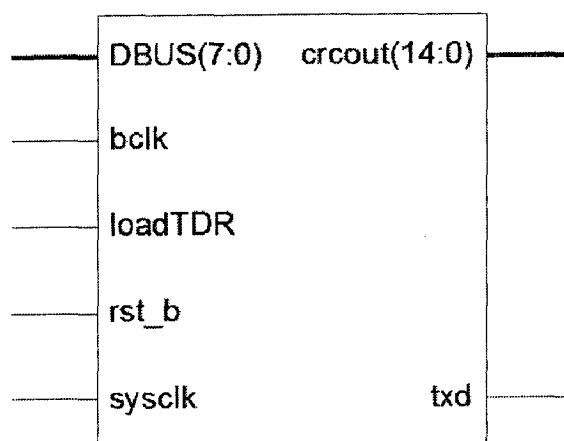 DBUS(7:0) crcout(14:0)
bclk
loadTDR
rst_b
sysclk txd